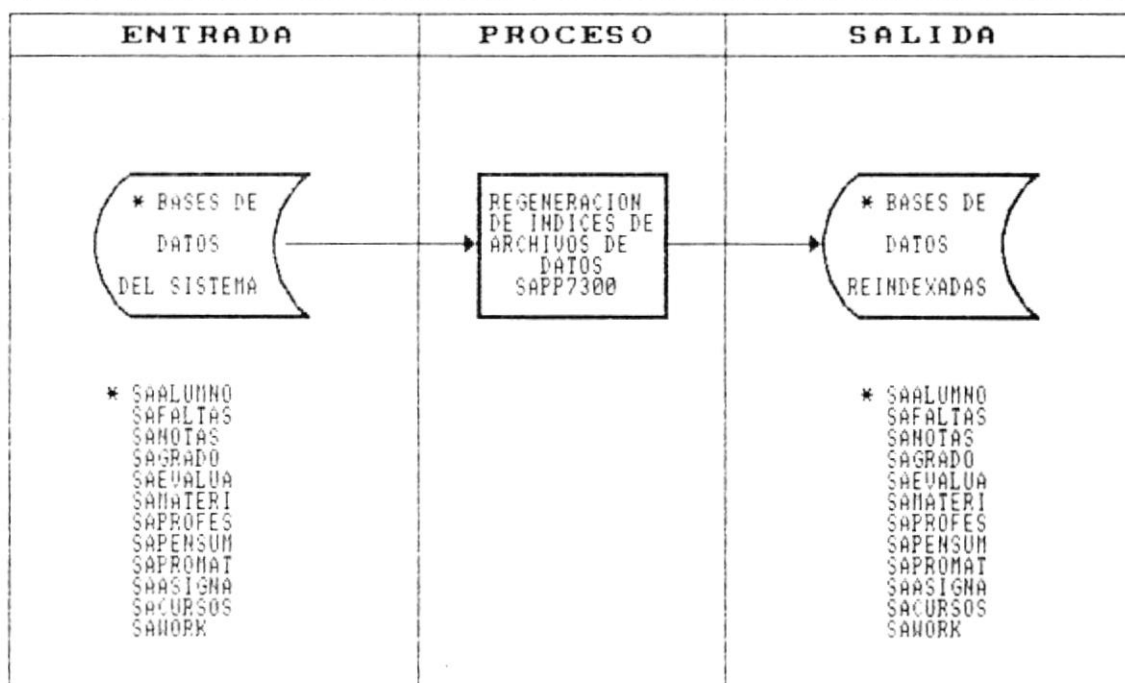 ENTRADA
PROCESO
SALIDA
* BASES DE
DATOS
DEL SISTEMA
REGENERACION
DE INDICES DE
ARCHIVOS DE
DATOS
SAPP7300
* BASES DE
DATOS
REINDEXADAS
* SAALUMNO
SAFALTAS
SANOTAS
SAGRADO
SAEVALUA
SAMATERI
SAPROFES
SAPENSUM
SAPROMAT
SAASIGNA
SACURSOS
SAWORK
* SAALUMNO
SAFALTAS
SANOTAS
SAGRADO
SAEVALUA
SAMATERI
SAPROFES
SAPENSUM
SAPROMAT
SAASIGNA
SACURSOS
SAWORK